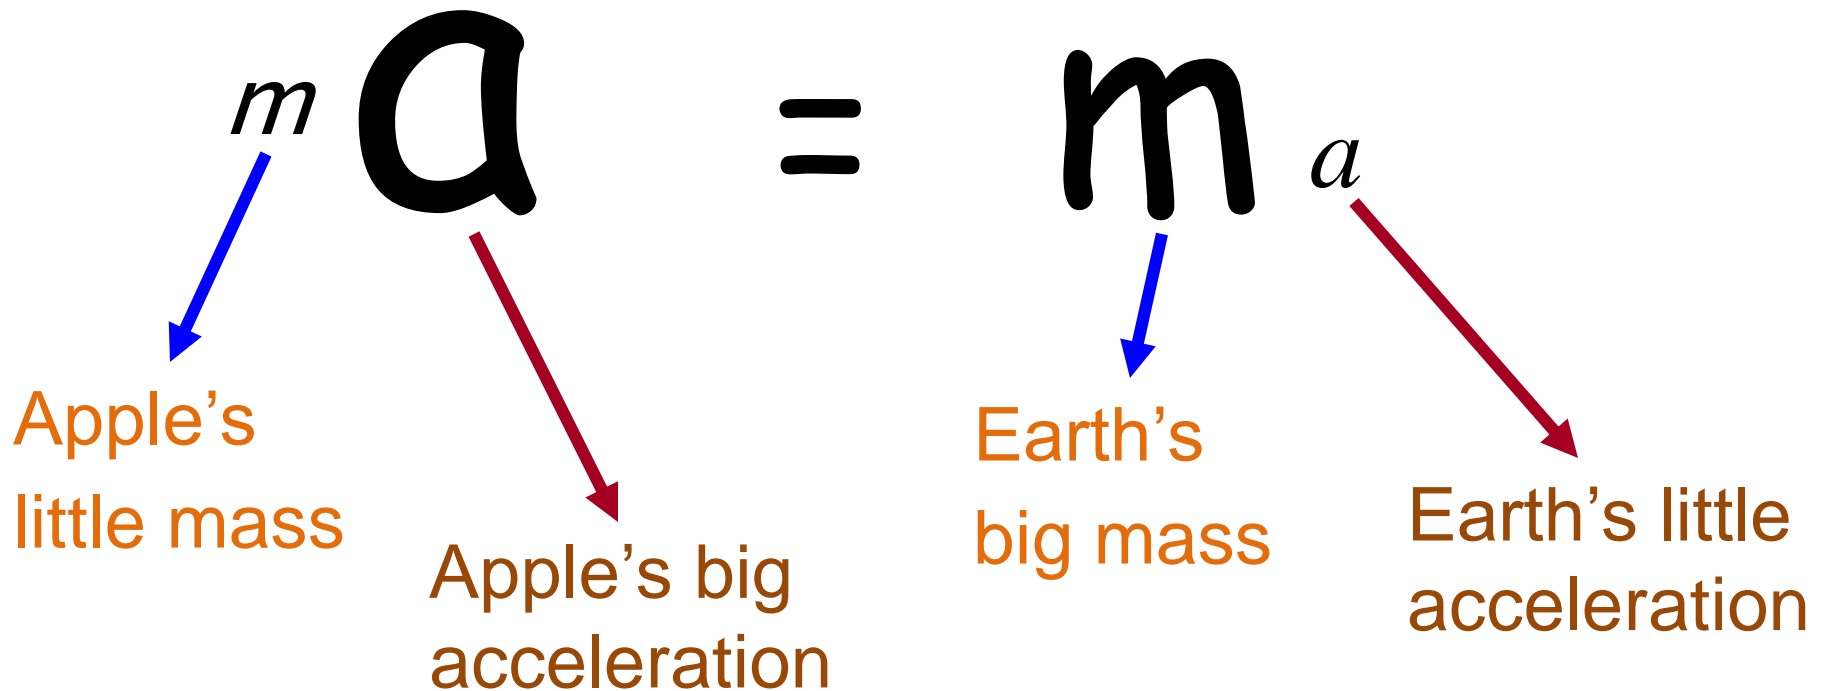 m a = m a
Apple’s
little mass
Apple’s big
acceleration
Earth’s
big mass
Earth’s little
acceleration